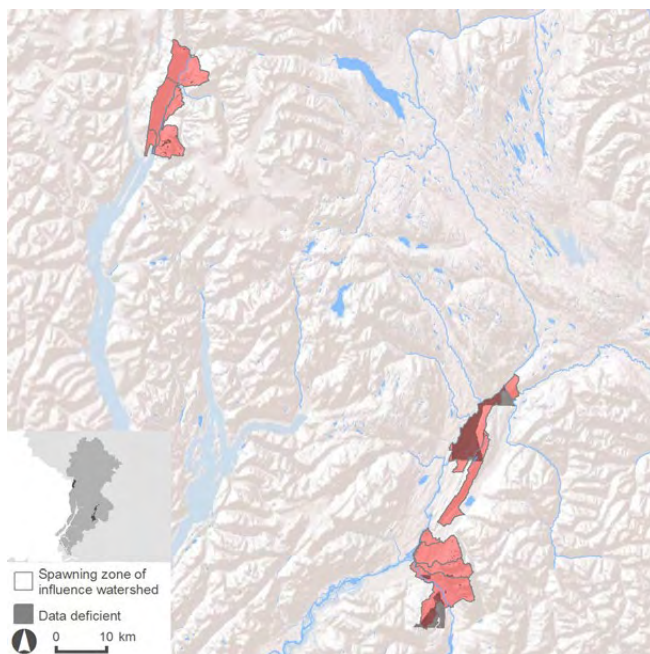 Spawning zone of
influence watershed
Data deficient
0 10 km